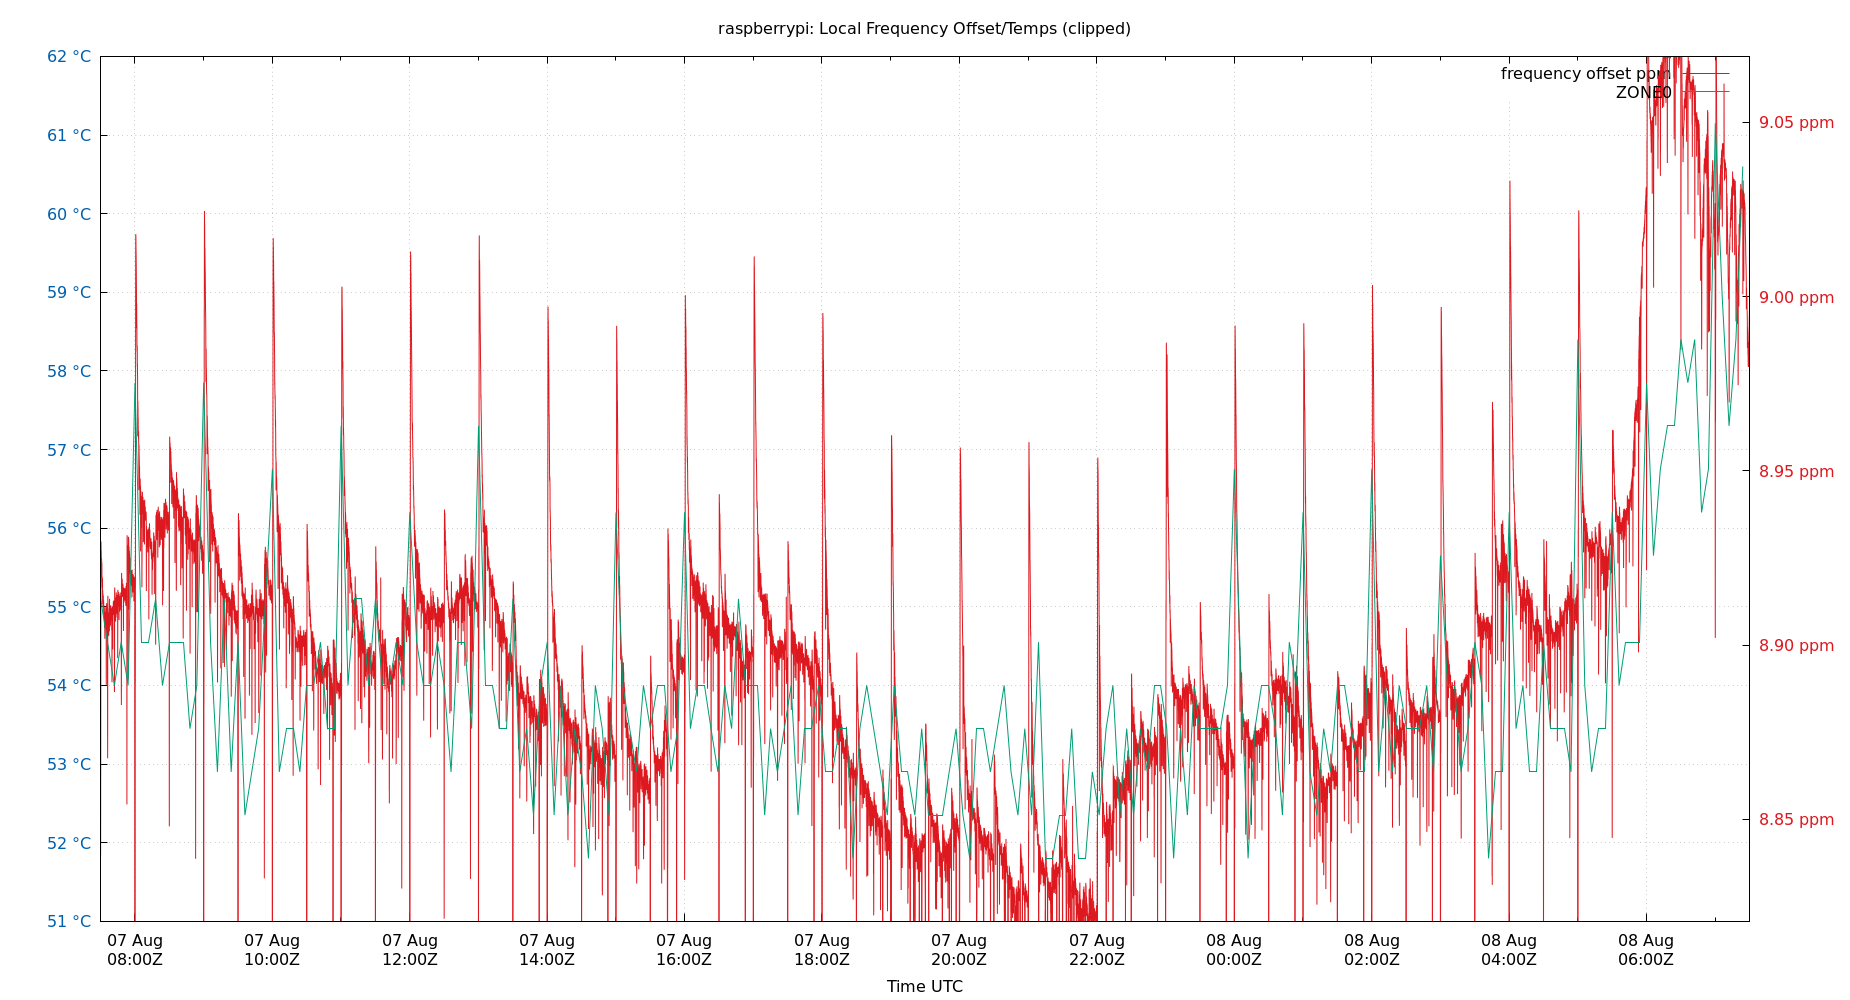 raspberrypi: Local Frequency Offset/Temps (clipped)
62 °C
61 °C
60 °C
59 °C
58 °C
57 °C
56 °C
55 °C
54 °C
53 °C
52 °C
51 °C
frequency offset ppm
ZONE0
9.05 ppm
9.00 ppm
8.95 ppm
8.90 ppm
8.85 ppm
07 Aug 07 Aug 07 Aug 07 Aug 07 Aug 07 Aug 07 Aug 07 Aug 08 Aug 08 Aug 08 Aug 08 Aug
08:00Z 10:00Z 12:00Z 14:00Z 16:00Z 18:00Z 20:00Z 22:00Z 00:00Z 02:00Z 04:00Z 06:00Z
Time UTC